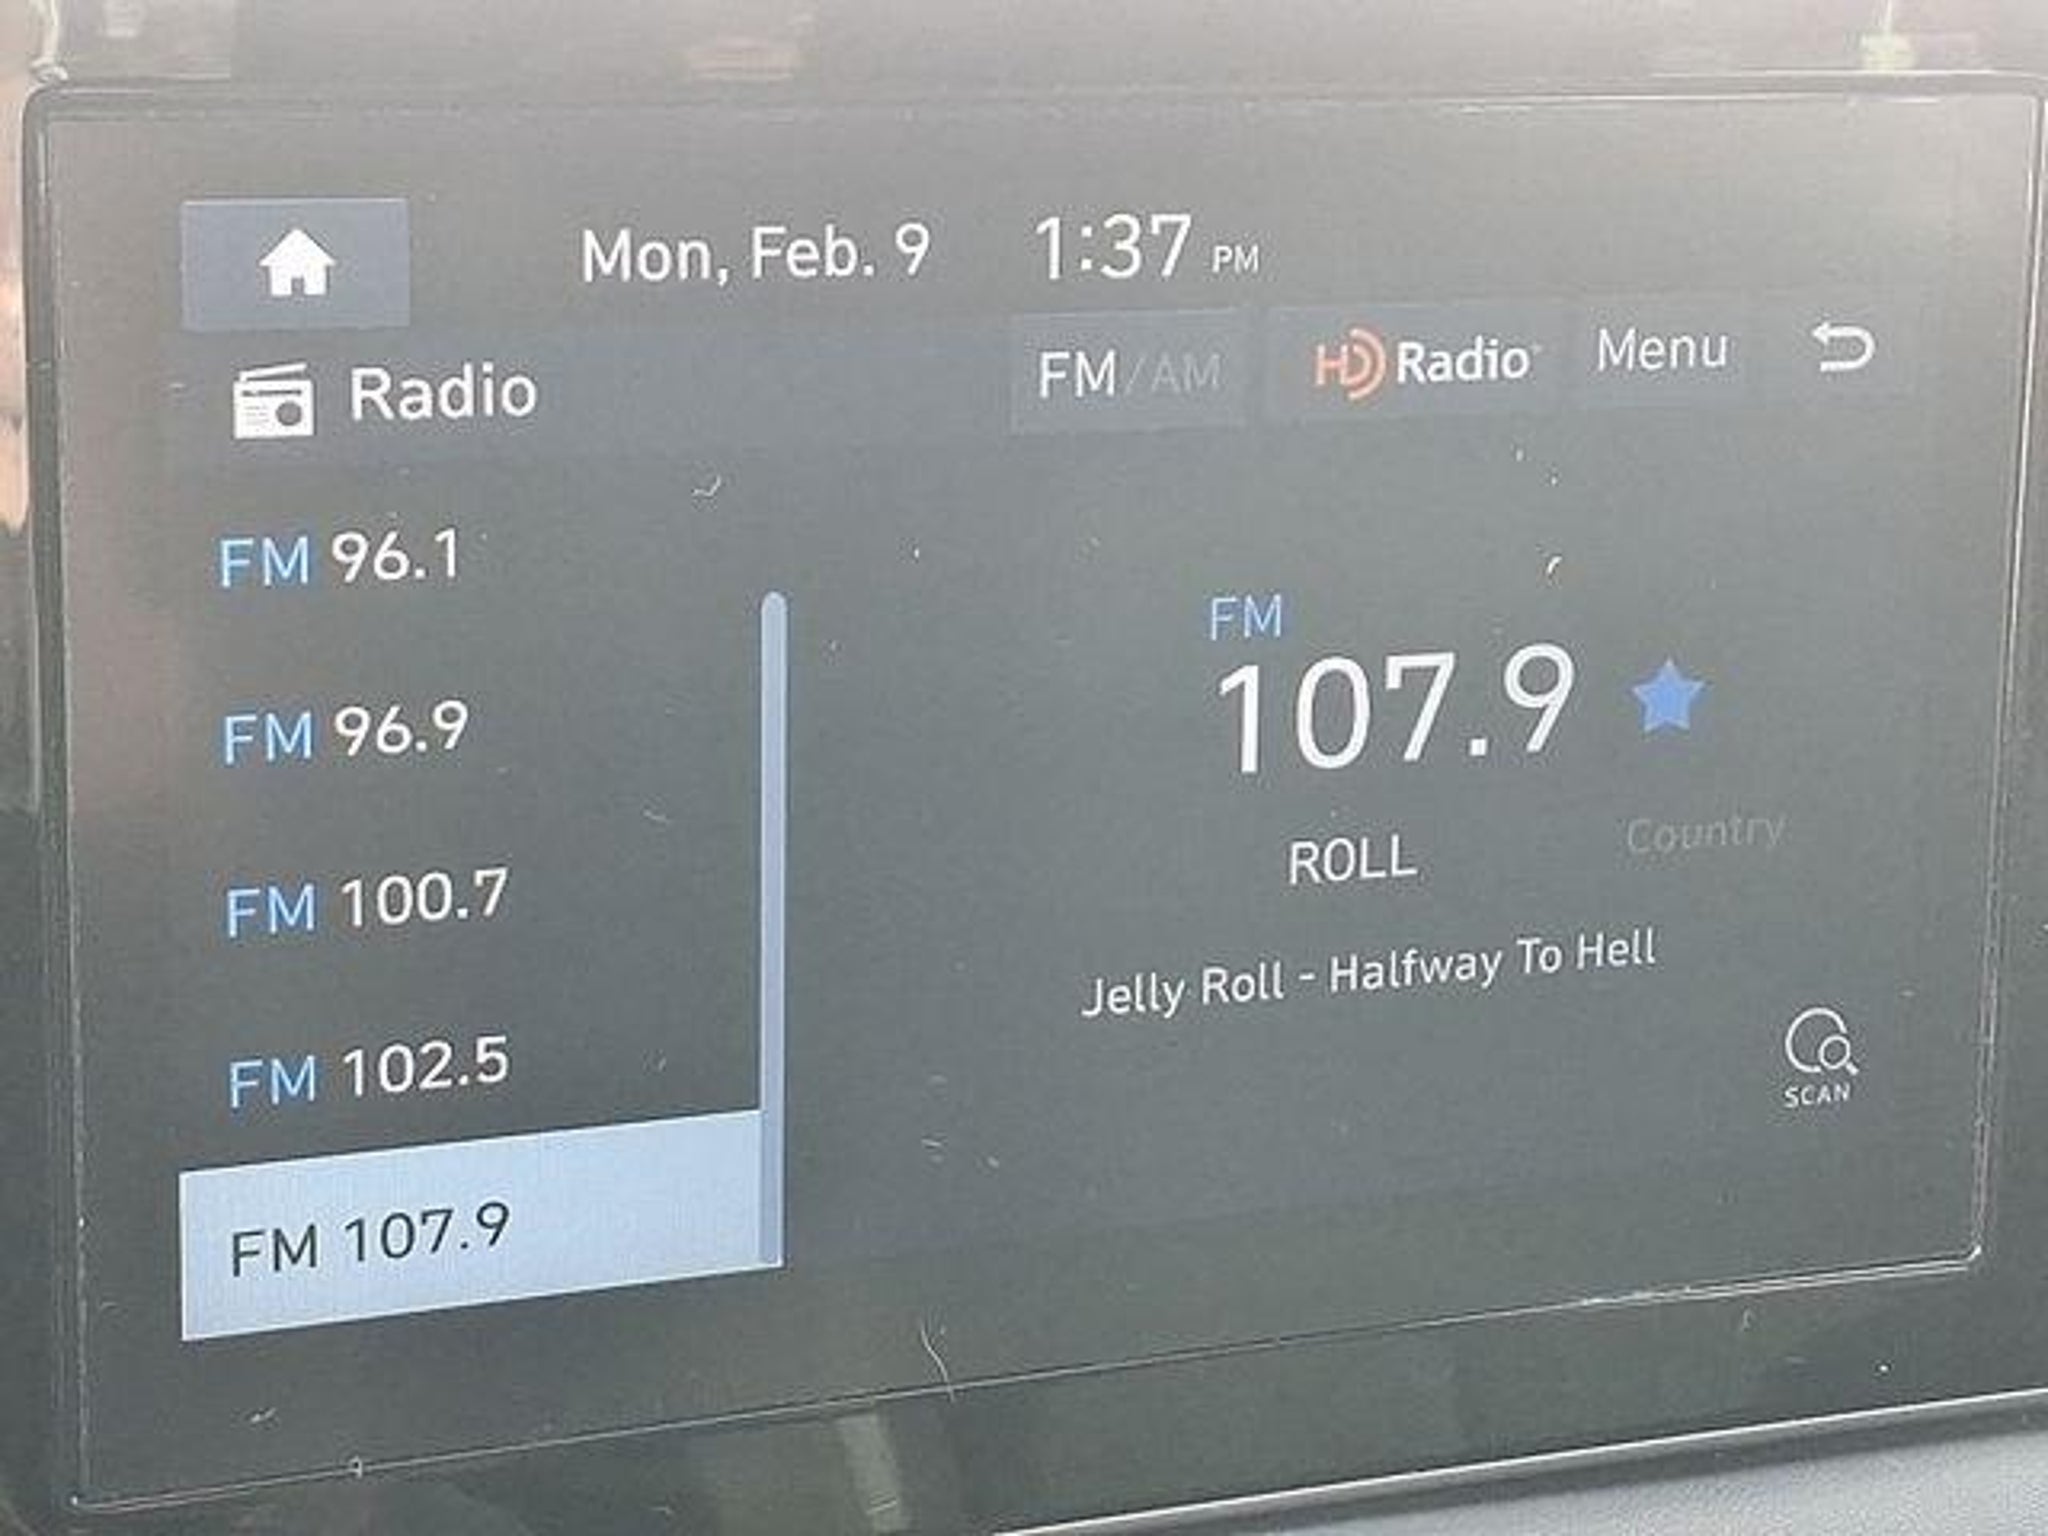 Mon, Feb. 9 1:37 PM
Radio FM/AM HD Radio Menu
FM 96.1
FM 96.9
FM 100.7
FM 102.5
FM 107.9
FM
107.9
ROLL Country
Jelly Roll - Halfway To Hell
SCAN